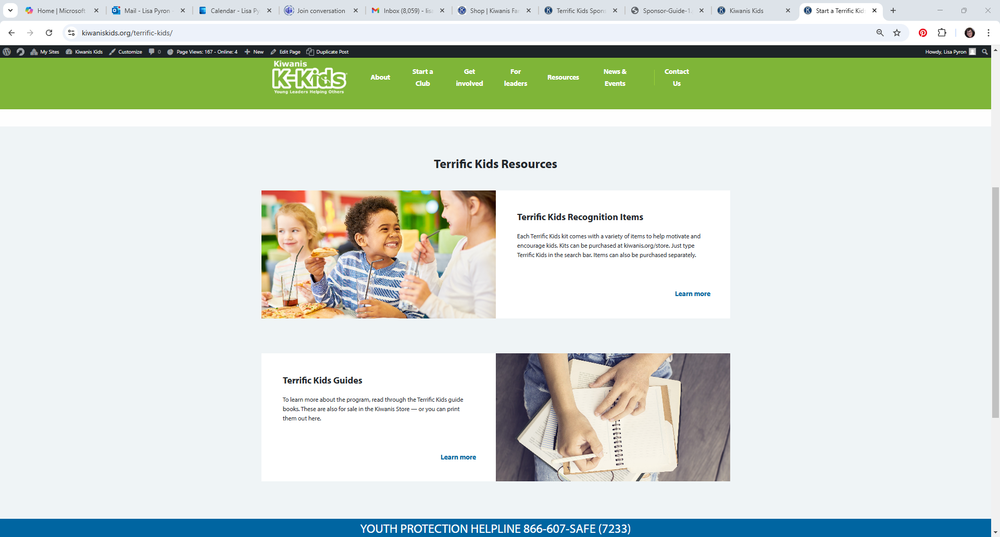 Home | Microsoft
Mail - Lisa Pyron -
Calendar - Lisa Py
Join conversation
Inbox (8,059) - lisa
Shop | Kiwanis Fa
Terrific Kids Spons
Sponsor-Guide-1.
Kiwanis Kids
Start a Terrific Kid
kiwaniskids.org/terrific-kids/
My Sites
Kiwanis Kids
Customize
0
Page Views: 167 - Online: 4
New
Edit Page
Duplicate Post
Howdy, Lisa Pyron
Kiwanis
K-Kids
Young Leaders Helping Others
About
Start a
Club
Get
involved
For
leaders
Resources
News &
Events
Contact
Us
Terrific Kids Resources
Terrific Kids Recognition Items
Each Terrific Kids kit comes with a variety of items to help motivate and
encourage kids. Kits can be purchased at kiwanis.org/store. Just type
Terrific Kids in the search bar. Items can also be purchased separately.
Learn more
Terrific Kids Guides
To learn more about the program, read through the Terrific Kids guide
books. These are also for sale in the Kiwanis Store — or you can print
them out here.
Learn more
YOUTH PROTECTION HELPLINE 866-607-SAFE (7233)